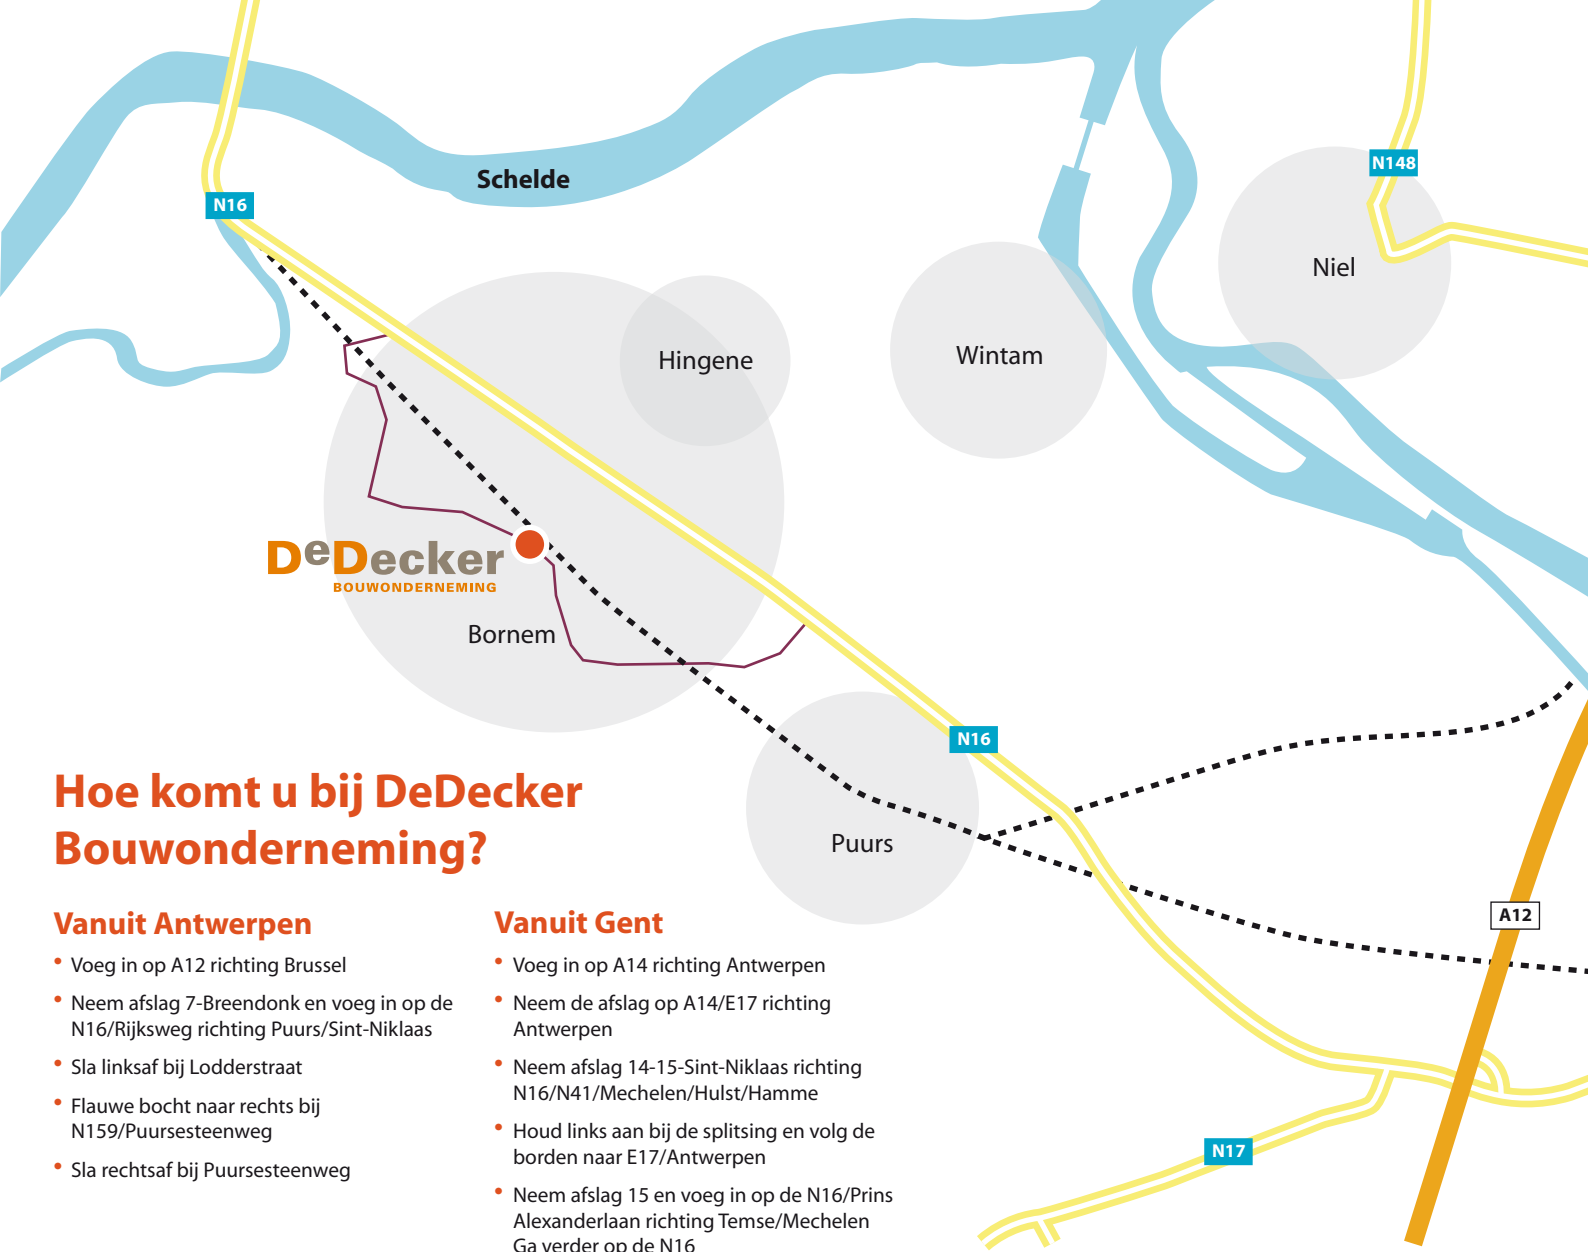 Schelde
N16
N148
Niel
Hingene
Wintam
DeDecker
BOUWONDERNEMING
Bornem
N16
Puurs
A12
N17
Hoe komt u bij DeDecker
Bouwonderneming?
Vanuit Antwerpen
• Voeg in op A12 richting Brussel
• Neem afslag 7-Breendonk en voeg in op de
N16/Rijksweg richting Puurs/Sint-Niklaas
• Sla linksaf bij Lodderstraat
• Flauwe bocht naar rechts bij
N159/Puursesteenweg
• Sla rechtsaf bij Puursesteenweg
Vanuit Gent
• Voeg in op A14 richting Antwerpen
• Neem de afslag op A14/E17 richting
Antwerpen
• Neem afslag 14-15-Sint-Niklaas richting
N16/N41/Mechelen/Hulst/Hamme
• Houd links aan bij de splitsing en volg de
borden naar E17/Antwerpen
• Neem afslag 15 en voeg in op de N16/Prins
Alexanderlaan richting Temse/Mechelen
Ga verder op de N16